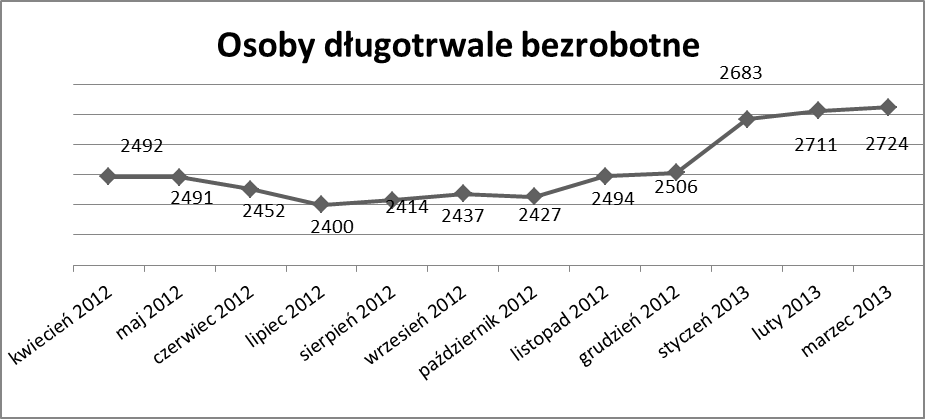 Osoby długotrwale bezrobotne
2492
2491
2452
2400
2414
2437
2427
2494
2506
2683
2711
2724
kwiecień 2012
maj 2012
czerwiec 2012
lipiec 2012
sierpień 2012
wrzesień 2012
październik 2012
listopad 2012
grudzień 2012
styczeń 2013
luty 2013
marzec 2013